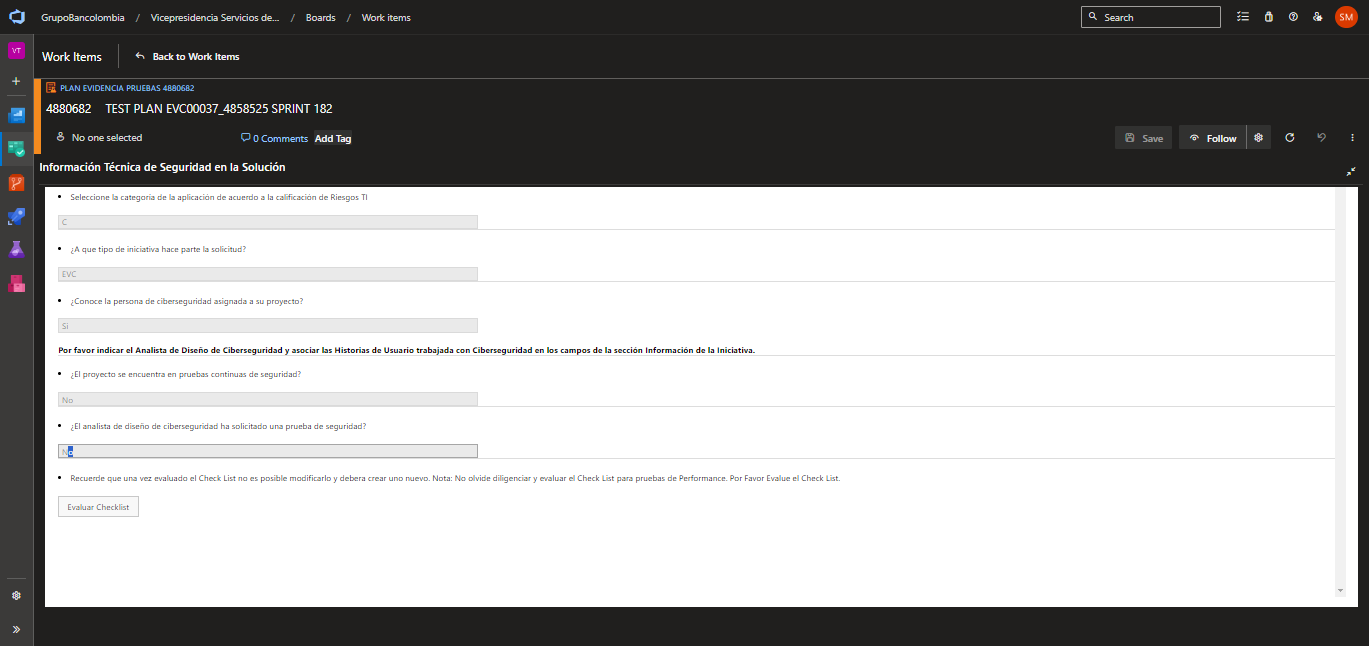 GrupoBancolombia / Vicepresidencia Servicios de... / Boards / Work items
Search
SM
VT
Work Items
Back to Work Items
PLAN EVIDENCIA PRUEBAS 4880682
4880682 TEST PLAN EVC00037_4858525 SPRINT 182
No one selected
0 Comments
Add Tag
Save
Follow
Información Técnica de Seguridad en la Solución
• Seleccione la categoría de la aplicación de acuerdo a la calificación de Riesgos TI
C
• ¿A que tipo de iniciativa hace parte la solicitud?
EVC
• ¿Conoce la persona de ciberseguridad asignada a su proyecto?
Si
Por favor indicar el Analista de Diseño de Ciberseguridad y asociar las Historias de Usuario trabajada con Ciberseguridad en los campos de la sección Información de la Iniciativa.
• ¿El proyecto se encuentra en pruebas continuas de seguridad?
No
• ¿El analista de diseño de ciberseguridad ha solicitado una prueba de seguridad?
No
• Recuerde que una vez evaluado el Check List no es posible modificarlo y debera crear uno nuevo. Nota: No olvide diligenciar y evaluar el Check List para pruebas de Performance. Por Favor Evalue el Check List.
Evaluar Checklist